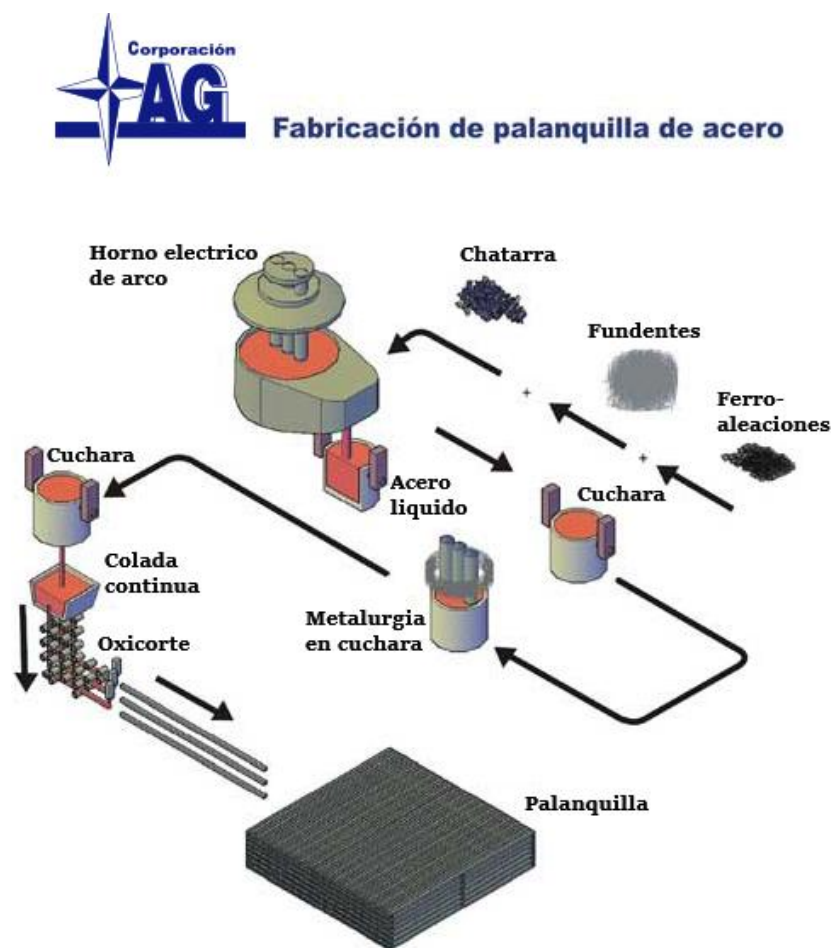 Corporación
AG
Fabricación de palanquilla de acero
Horno electrico
de arco
Chatarra
Fundentes
Ferro-
aleaciones
Cuchara
Acero
liquido
Cuchara
Colada
continua
Metalurgia
en cuchara
Oxicorte
Palanquilla